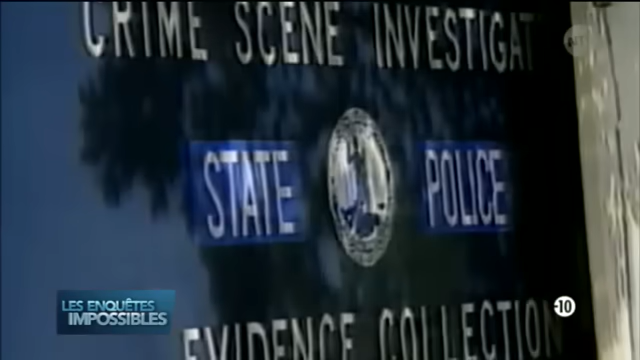 CRIME SCENE INVESTIGAT
STATE POLICE
EVIDENCE COLLECTION
LES ENQUÊTES
IMPOSSIBLES
-10